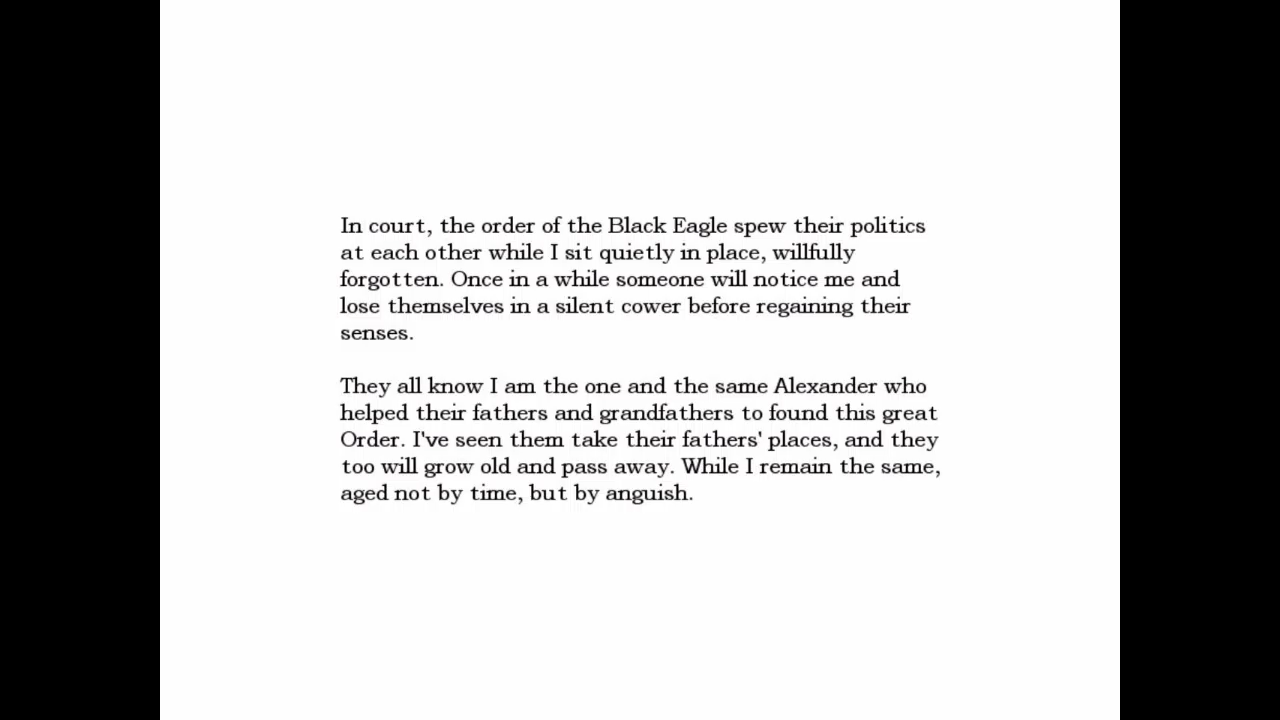 In court, the order of the Black Eagle spew their politics
at each other while I sit quietly in place, willfully
forgotten. Once in a while someone will notice me and
lose themselves in a silent cower before regaining their
senses.
They all know I am the one and the same Alexander who
helped their fathers and grandfathers to found this great
Order. I've seen them take their fathers' places, and they
too will grow old and pass away. While I remain the same,
aged not by time, but by anguish.